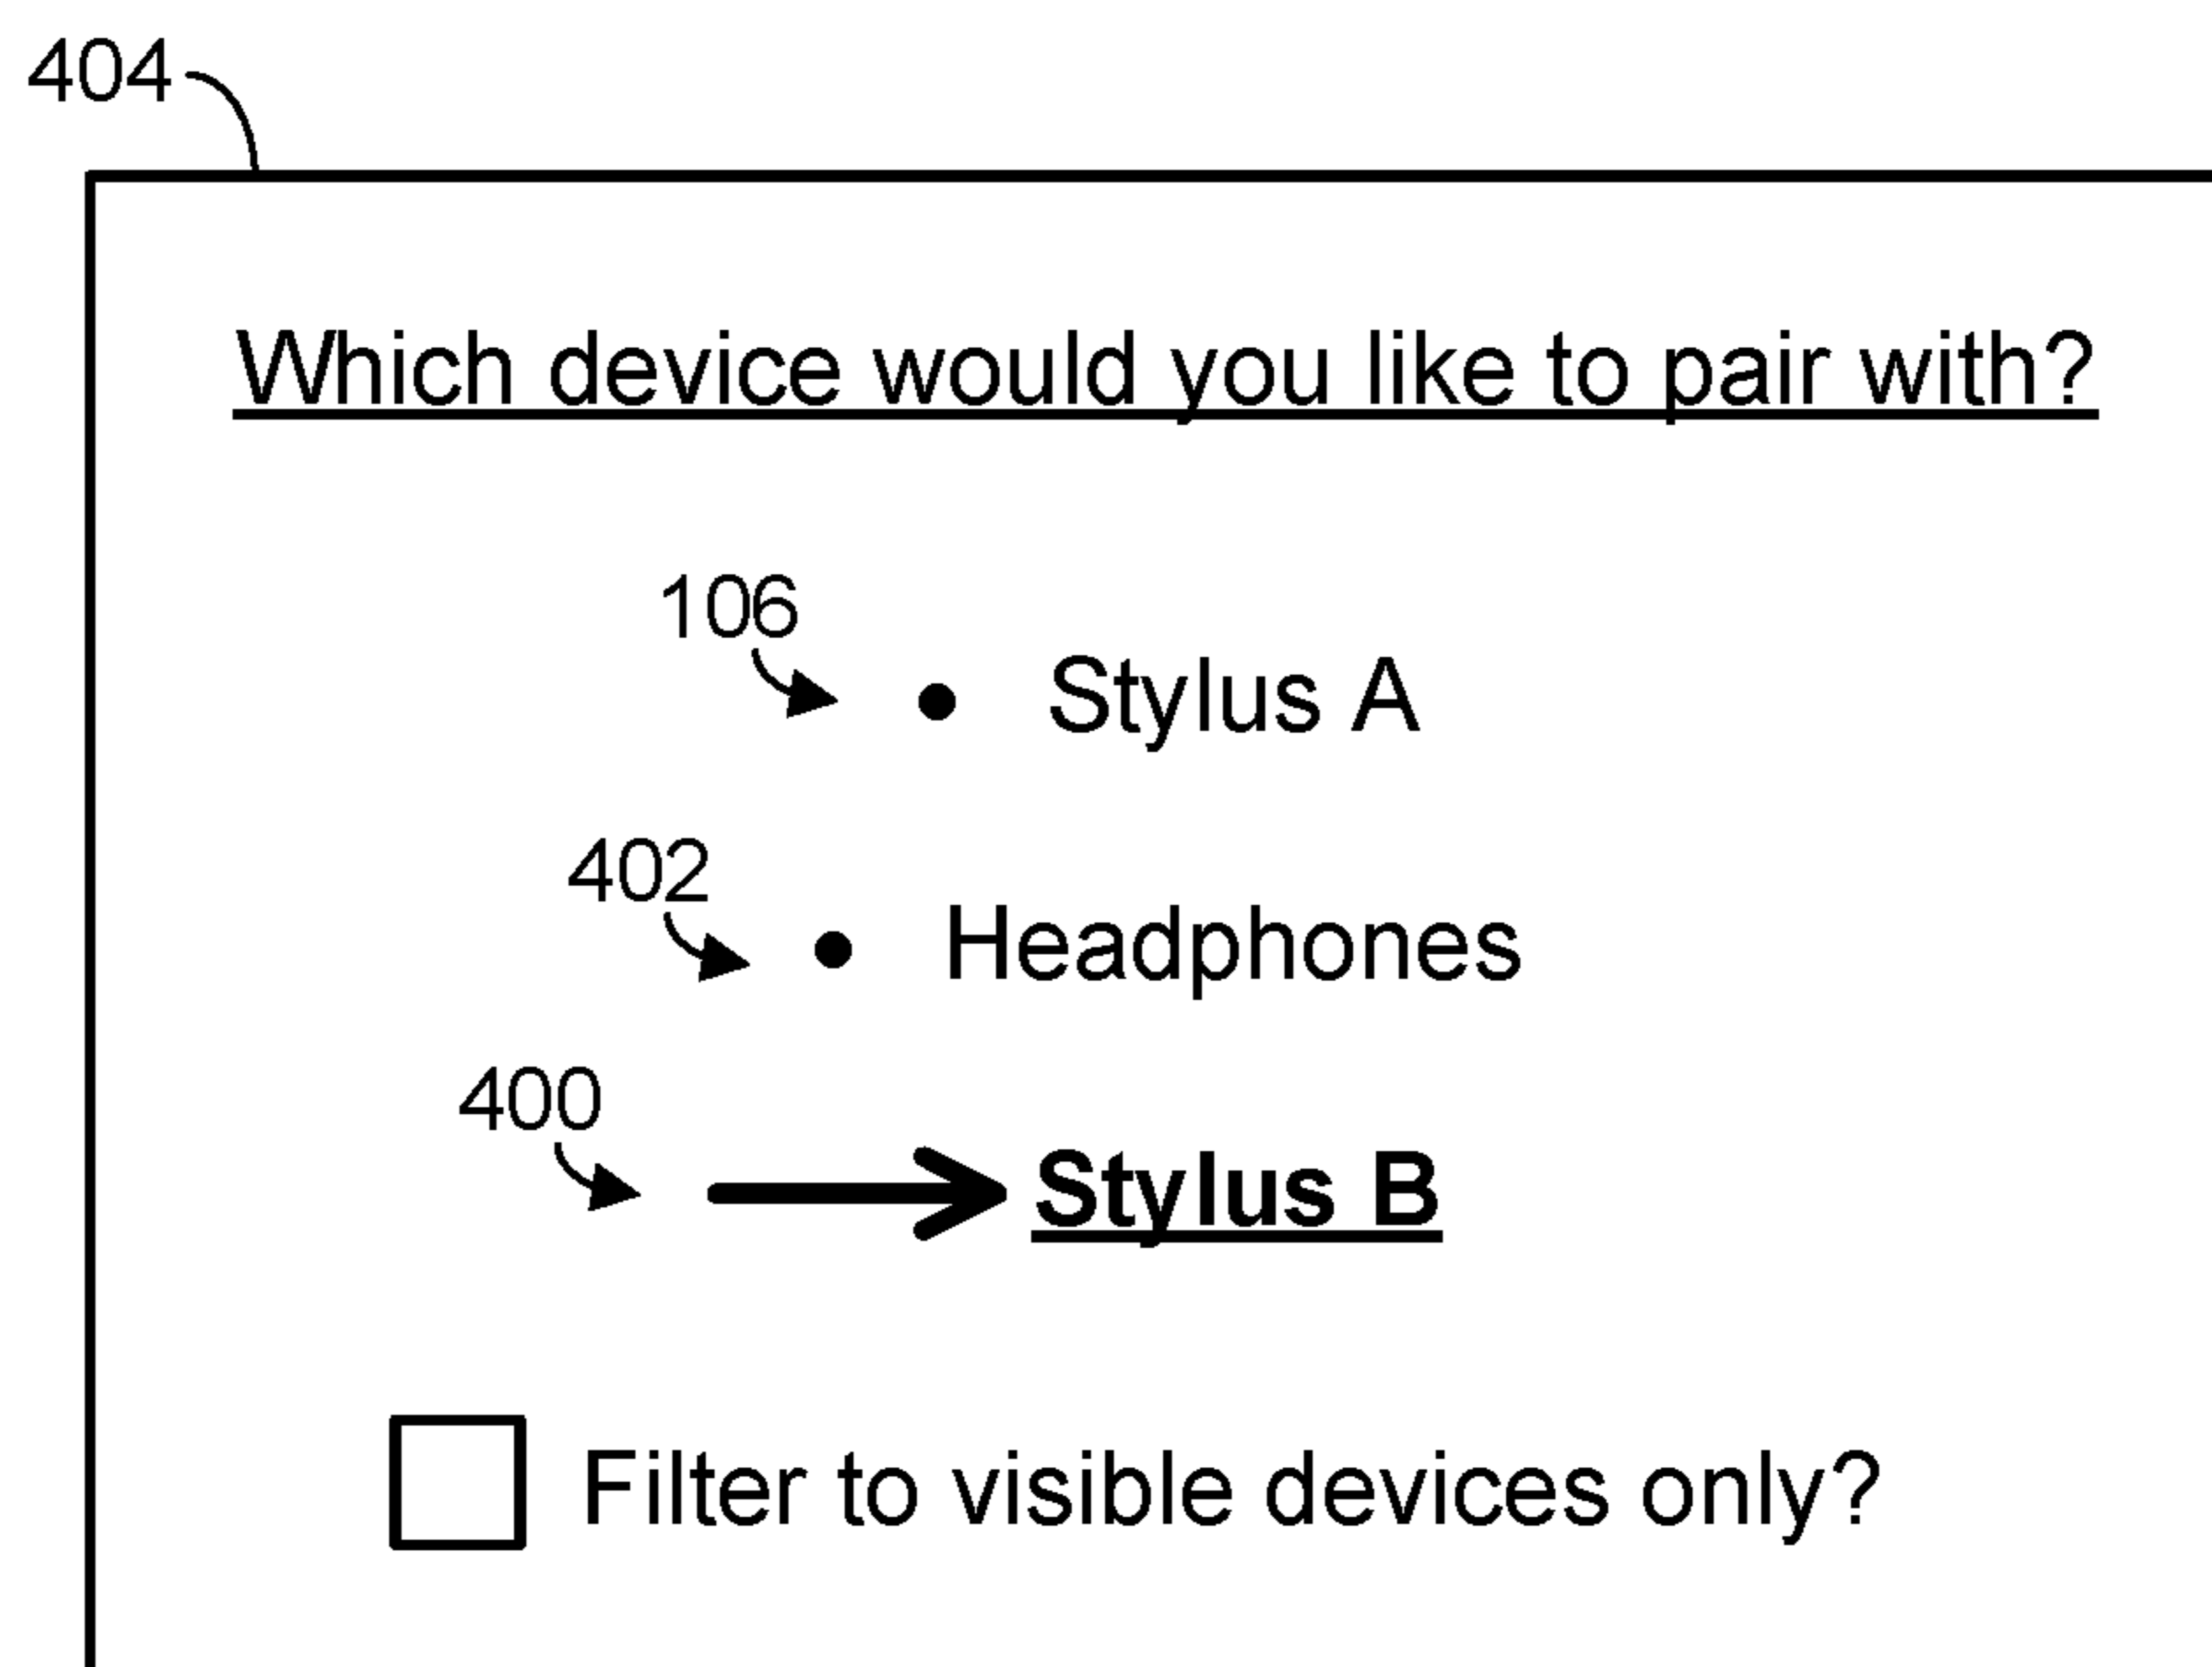 404
Which device would you like to pair with?
106
• Stylus A
402
• Headphones
400
Stylus B
Filter to visible devices only?